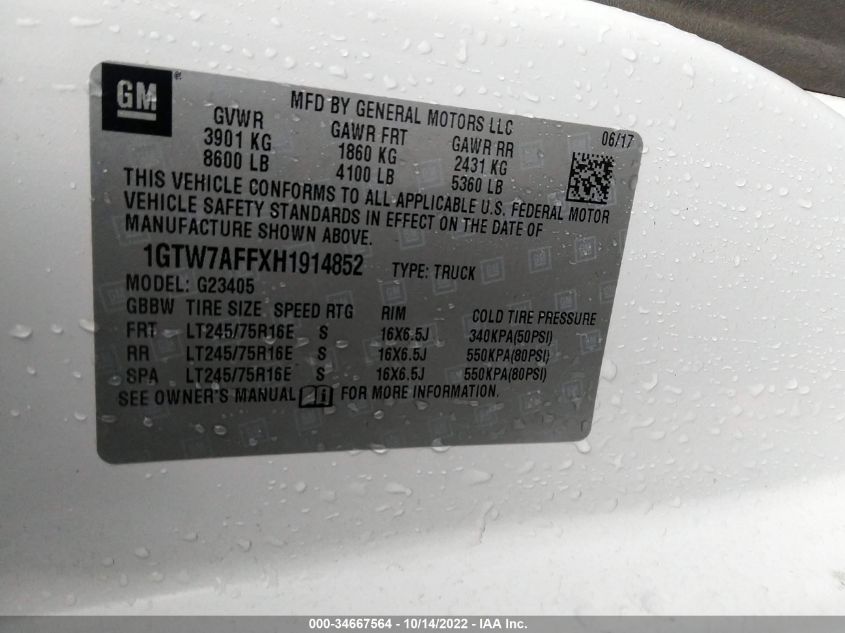 GM
MFD BY GENERAL MOTORS LLC
06/17
GVWR GAWR FRT GAWR RR
3901 KG 1860 KG 2431 KG
8600 LB 4100 LB 5360 LB
THIS VEHICLE CONFORMS TO ALL APPLICABLE U.S. FEDERAL MOTOR
VEHICLE SAFETY STANDARDS IN EFFECT ON THE DATE OF
MANUFACTURE SHOWN ABOVE.
1GTW7AFFXH1914852 TYPE: TRUCK
MODEL: G23405
GBBW TIRE SIZE SPEED RTG RIM COLD TIRE PRESSURE
FRT LT245/75R16E S 16X6.5J 340KPA(50PSI)
RR LT245/75R16E S 16X6.5J 550KPA(80PSI)
SPA LT245/75R16E S 16X6.5J 550KPA(80PSI)
SEE OWNER'S MANUAL FOR MORE INFORMATION.
000-34667564 | 10/14/2022 - IAA Inc.